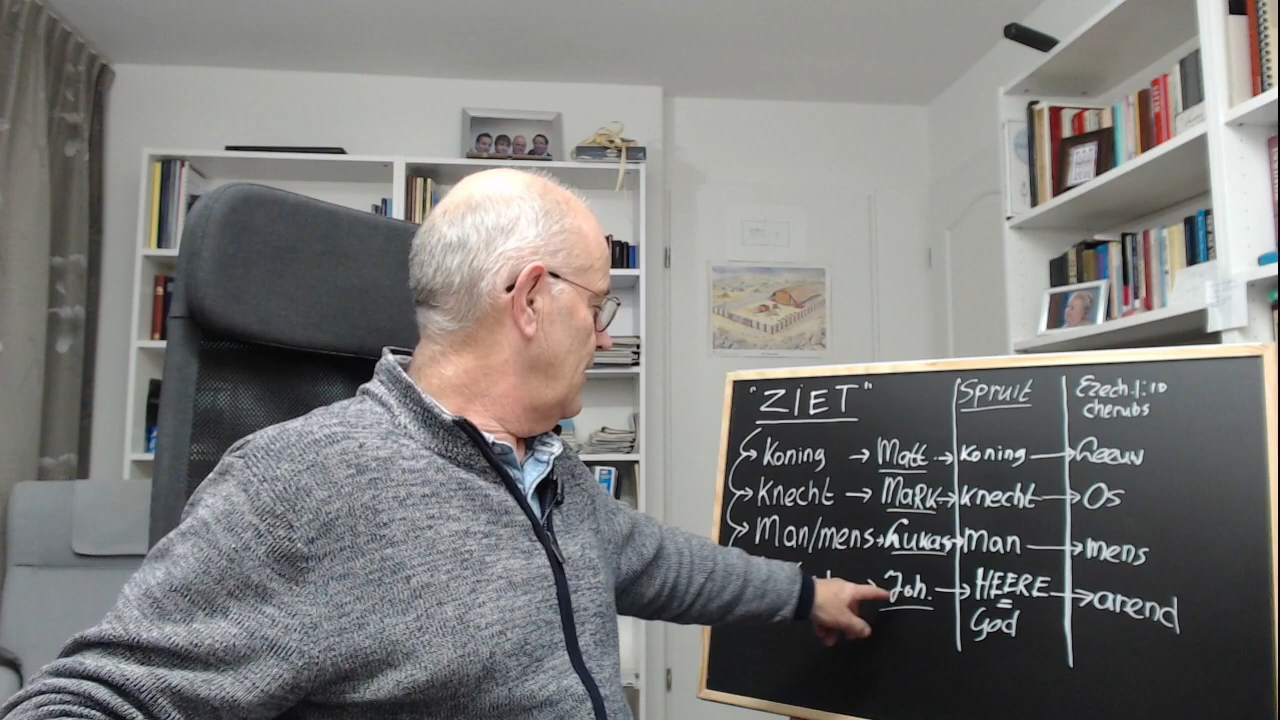 "ZIET" Spruit Ezech. 1:10
cherubs
Koning → Matt → Koning → Leeuw
Knecht → MaRK → Knecht → Os
Man/mens → Lukas → Man → mens
Joh. → HEERE → arend
God